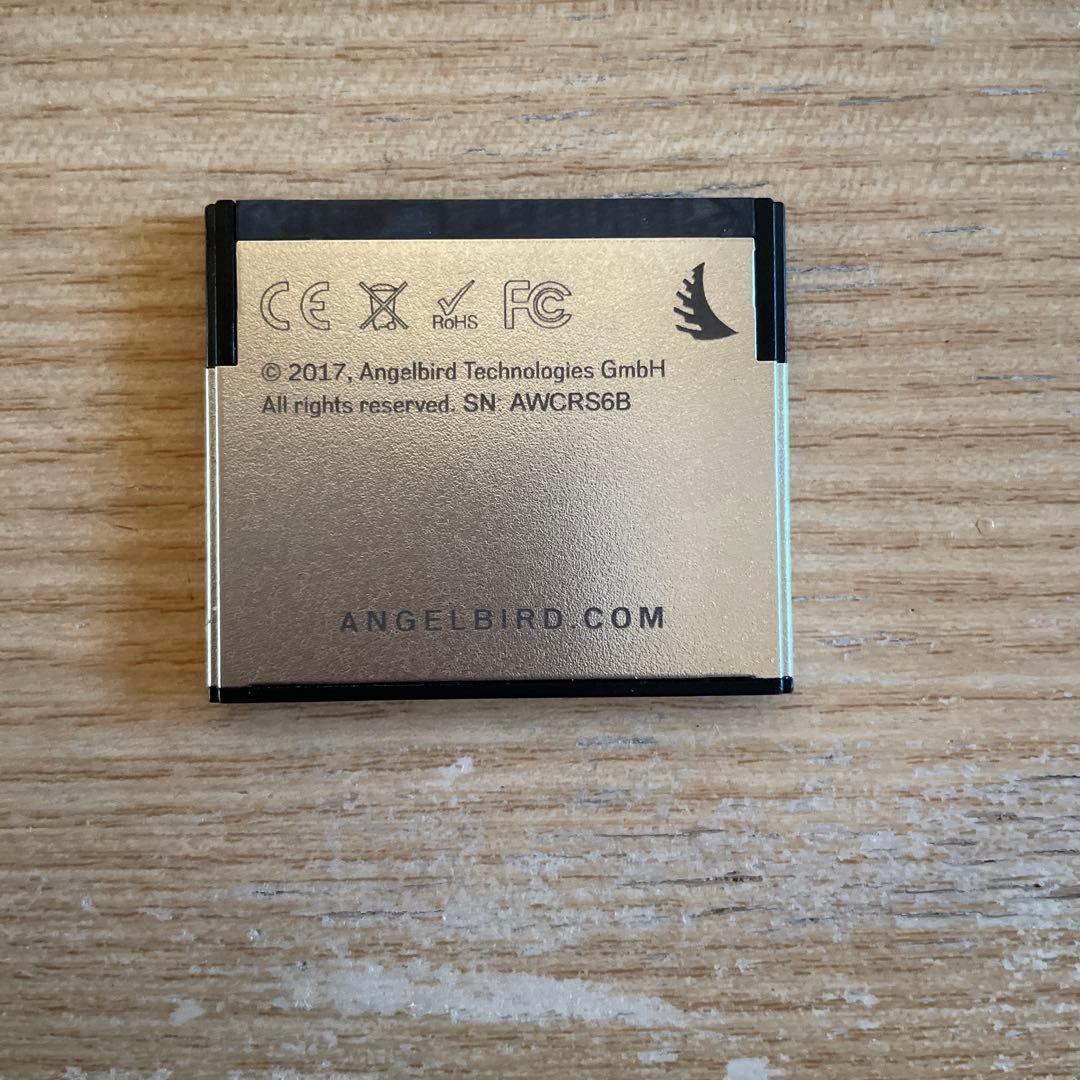 CE RoHS FC
© 2017, Angelbird Technologies GmbH
All rights reserved. SN: AWCRS6B
ANGELBIRD.COM